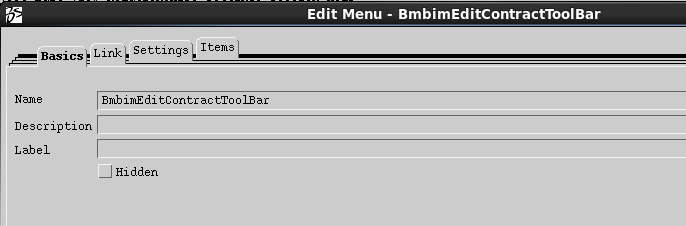 Edit Menu - BmbimEditContractToolBar
Basics Link Settings Items
Name BmbimEditContractToolBar
Description
Label
Hidden